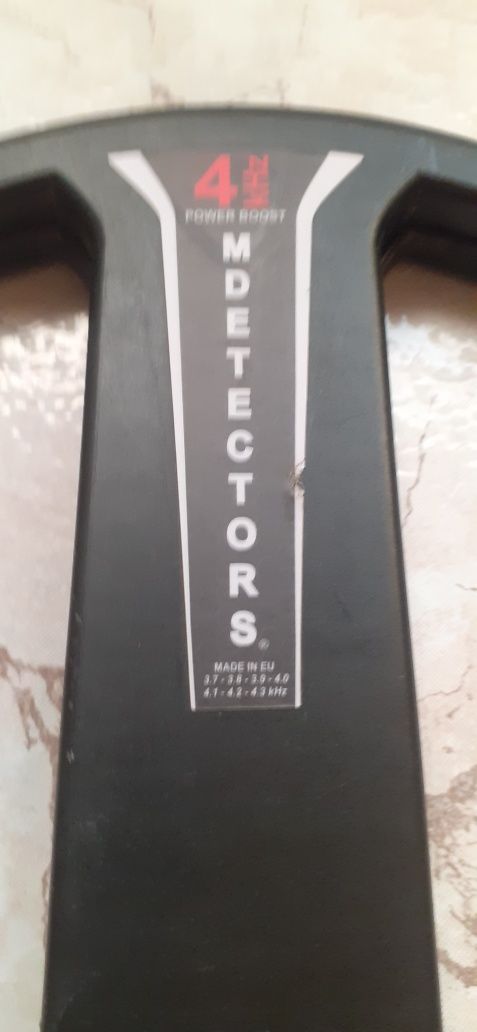 4 kHz
POWER BOOST
MDETECTORS®
MADE IN EU
3.7 - 3.8 - 3.9 - 4.0
4.1 - 4.2 - 4.3 kHz